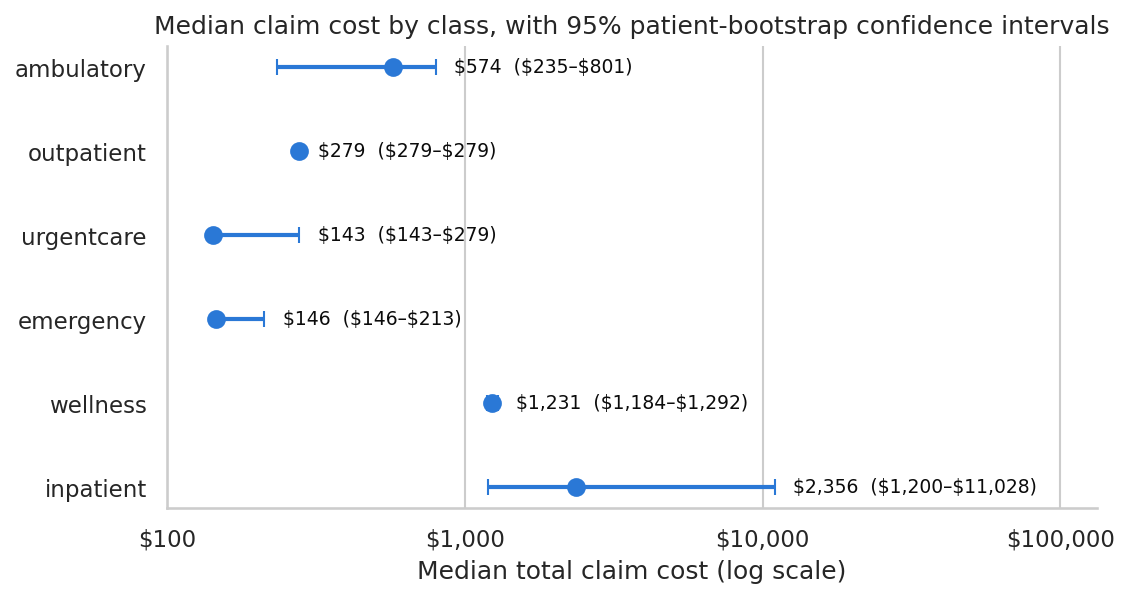 Median claim cost by class, with 95% patient-bootstrap confidence intervals
ambulatory $574 ($235–$801)
outpatient $279 ($279–$279)
urgentcare $143 ($143–$279)
emergency $146 ($146–$213)
wellness $1,231 ($1,184–$1,292)
inpatient $2,356 ($1,200–$11,028)
$100 $1,000 $10,000 $100,000
Median total claim cost (log scale)